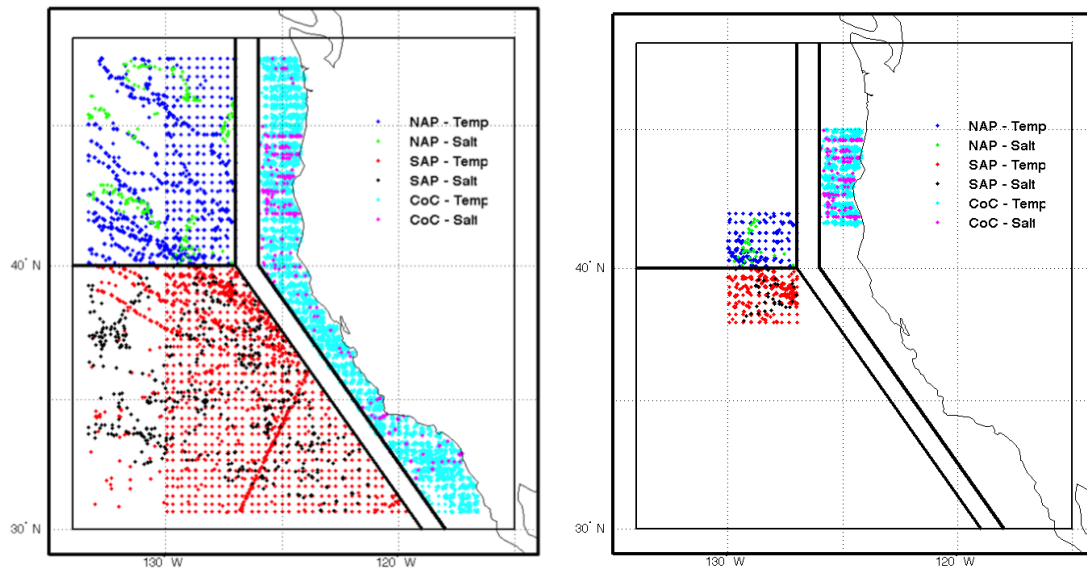 NAP - Temp
NAP - Salt
SAP - Temp
SAP - Salt
CoC - Temp
CoC - Salt
40° N
30° N
130° W
120° W
NAP - Temp
NAP - Salt
SAP - Temp
SAP - Salt
CoC - Temp
CoC - Salt
40° N
30° N
130° W
120° W